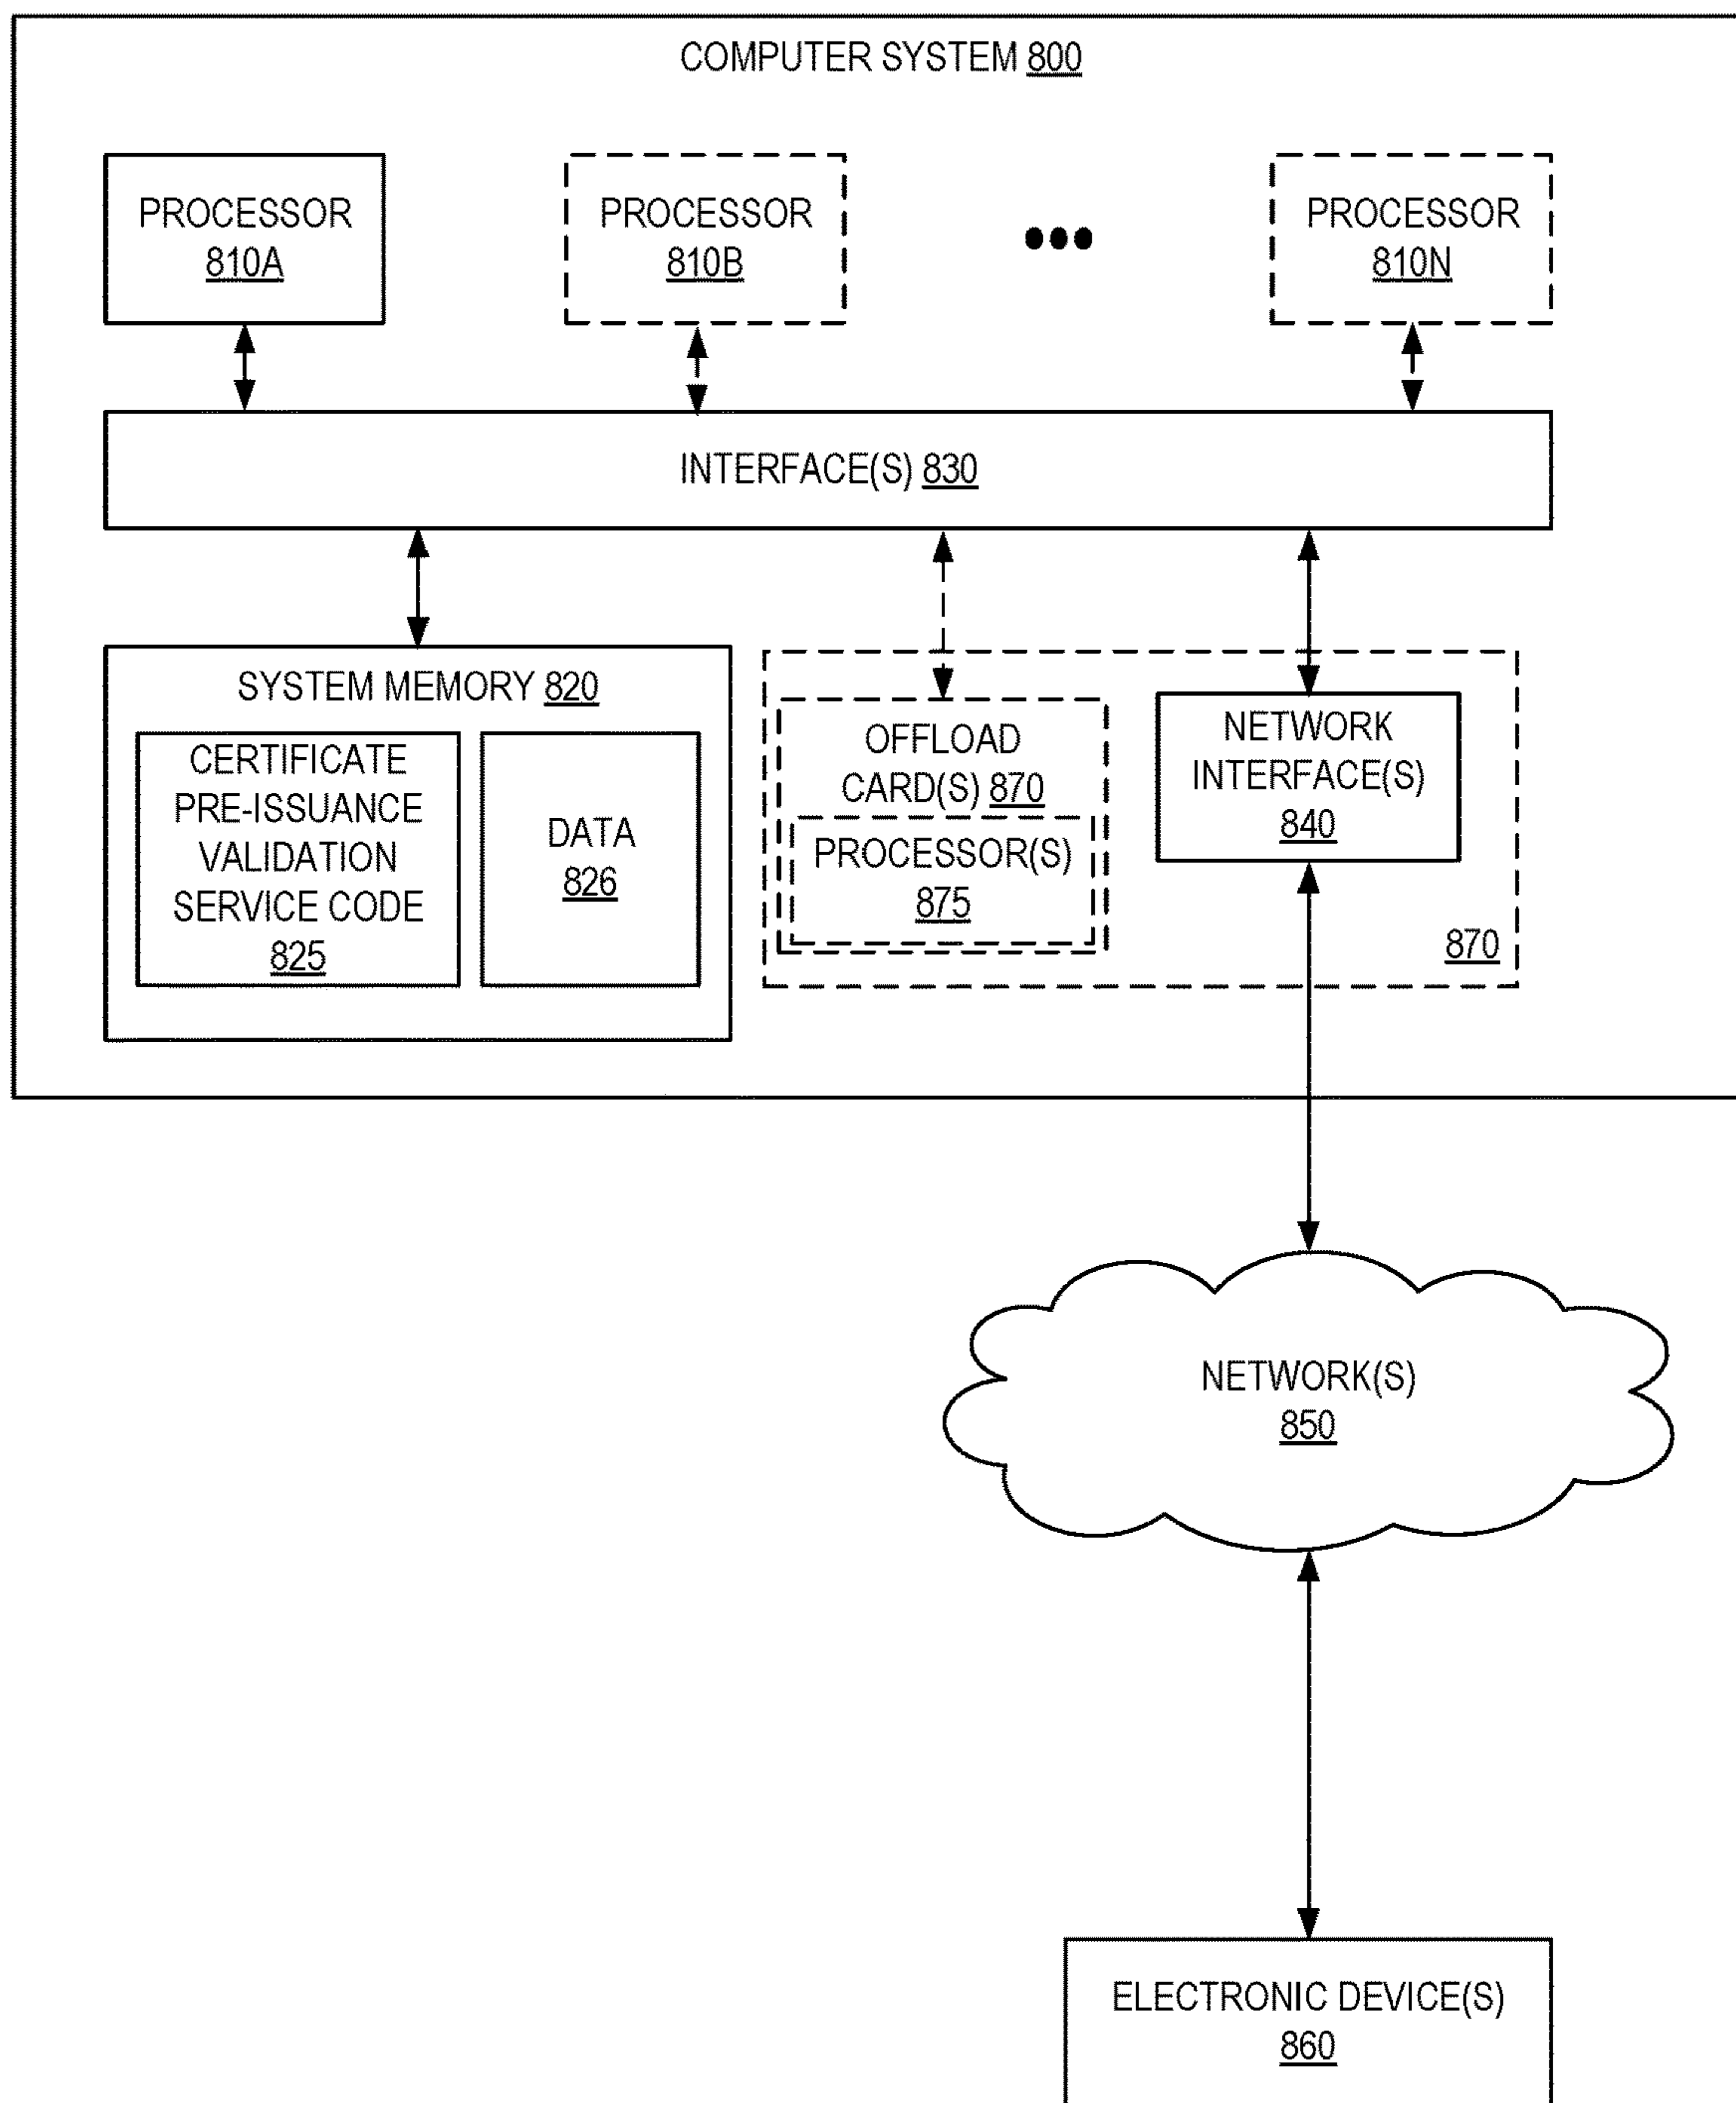 COMPUTER SYSTEM 800
PROCESSOR
810A
PROCESSOR
810B
PROCESSOR
810N
INTERFACE(S) 830
SYSTEM MEMORY 820
CERTIFICATE
PRE-ISSUANCE
VALIDATION
SERVICE CODE
825
DATA
826
OFFLOAD
CARD(S) 870
PROCESSOR(S)
875
NETWORK
INTERFACE(S)
840
870
NETWORK(S)
850
ELECTRONIC DEVICE(S)
860